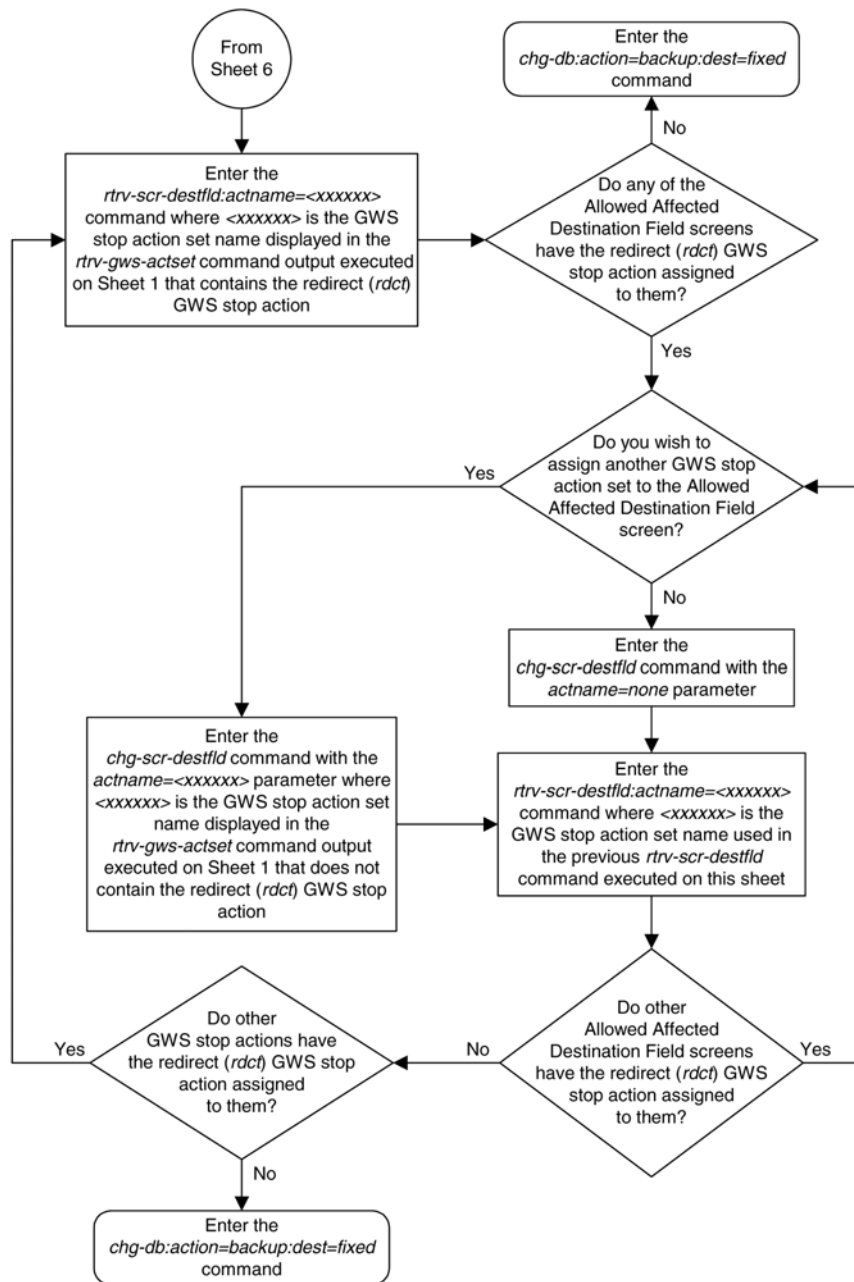 From
Sheet 6
Enter the
chg-db:action=backup:dest=fixed
command
No
Enter the
rtrv-scr-destfld:actname=<xxxxxx>
command where <xxxxxx> is the GWS
stop action set name displayed in the
rtrv-gws-actset command output executed
on Sheet 1 that contains the redirect (rdct)
GWS stop action
Do any of the
Allowed Affected
Destination Field screens
have the redirect (rdct) GWS
stop action assigned
to them?
Yes
Do you wish to
assign another GWS stop
action set to the Allowed
Affected Destination Field
screen?
Yes
No
Enter the
chg-scr-destfld command with the
actname=none parameter
Enter the
chg-scr-destfld command with the
actname=<xxxxxx> parameter where
<xxxxxx> is the GWS stop action set
name displayed in the
rtrv-gws-actset command output
executed on Sheet 1 that does not
contain the redirect (rdct) GWS stop
action
Enter the
rtrv-scr-destfld:actname=<xxxxxx>
command where <xxxxxx> is the
GWS stop action set name used in
the previous rtrv-scr-destfld
command executed on this sheet
Do other
Allowed Affected
Destination Field screens
have the redirect (rdct) GWS
stop action assigned
to them?
Yes
No
Do other
GWS stop actions have
the redirect (rdct) GWS stop
action assigned
to them?
Yes
No
Enter the
chg-db:action=backup:dest=fixed
command